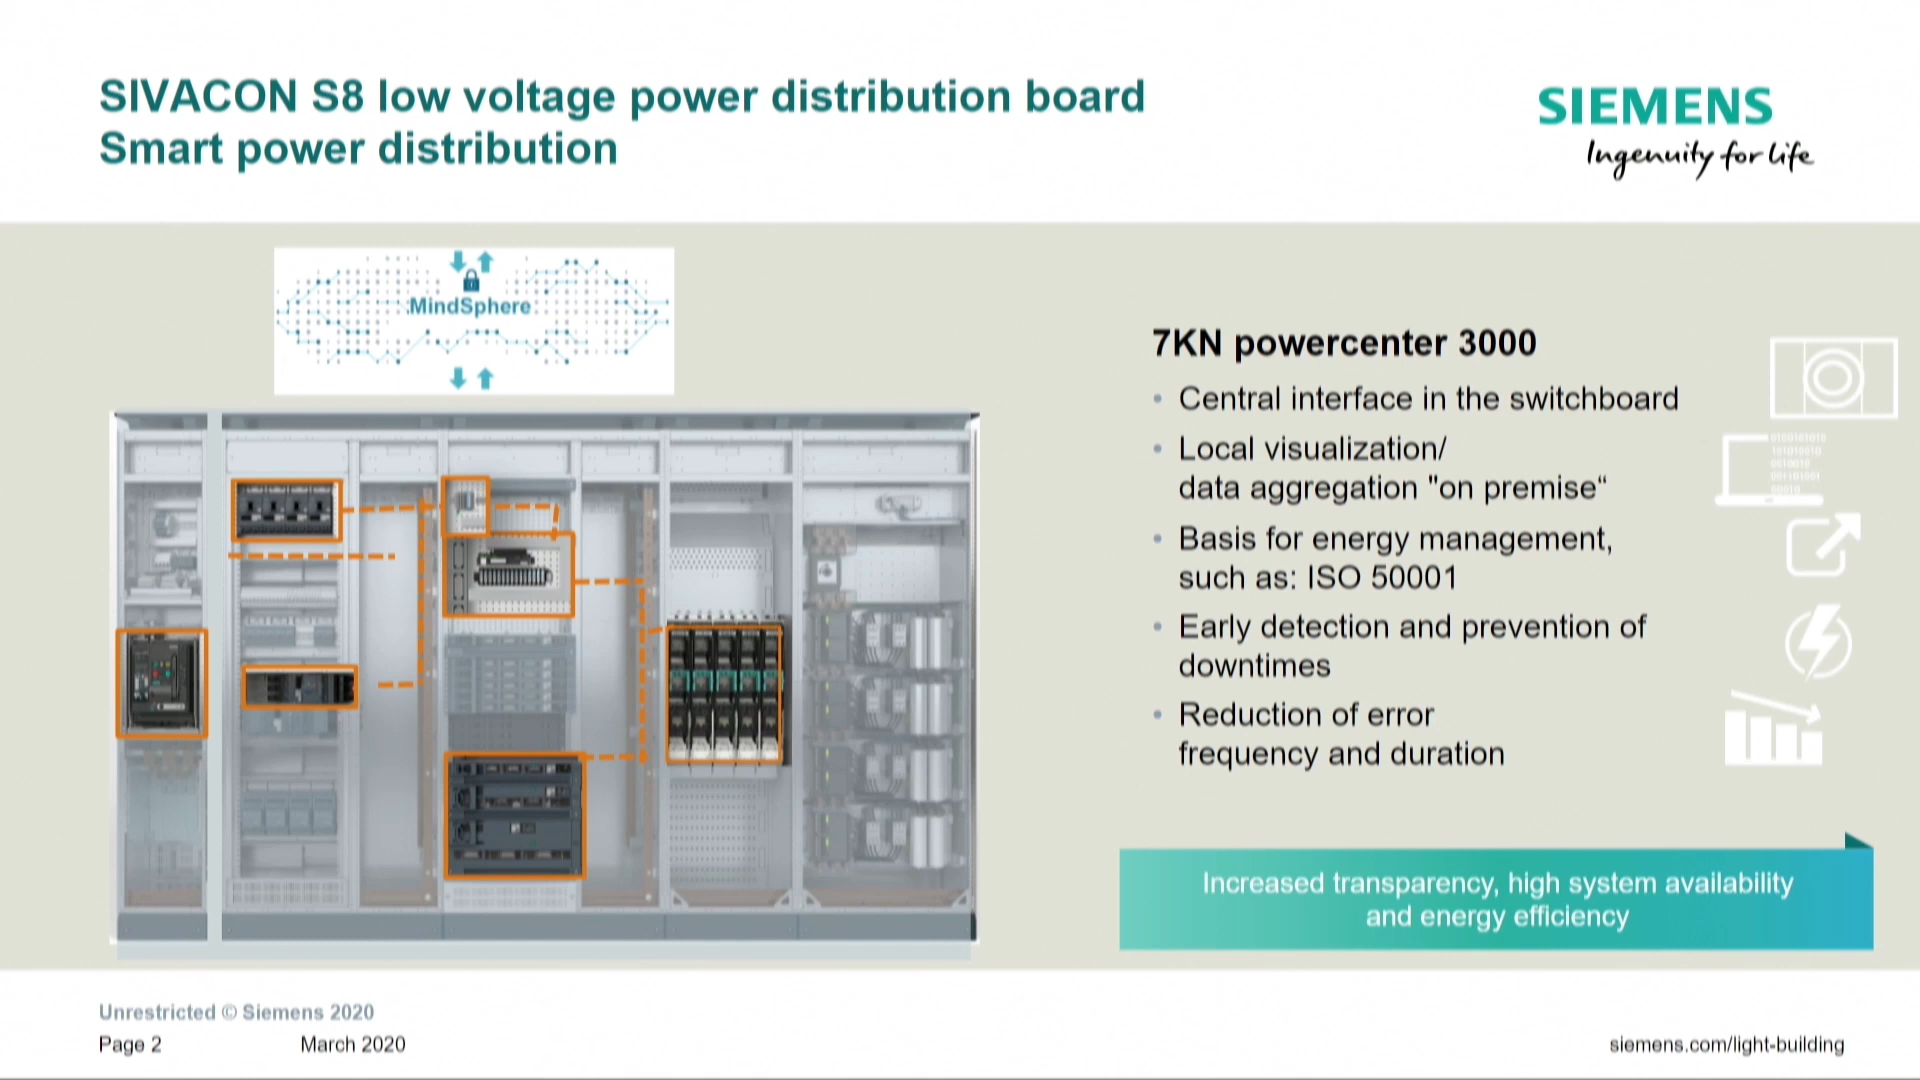 SIVACON S8 low voltage power distribution board
Smart power distribution
SIEMENS
Ingenuity for life
MindSphere
7KN powercenter 3000
• Central interface in the switchboard
• Local visualization/
data aggregation "on premise“
• Basis for energy management,
such as: ISO 50001
• Early detection and prevention of
downtimes
• Reduction of error
frequency and duration
Increased transparency, high system availability
and energy efficiency
Unrestricted © Siemens 2020
Page 2
March 2020
siemens.com/light-building